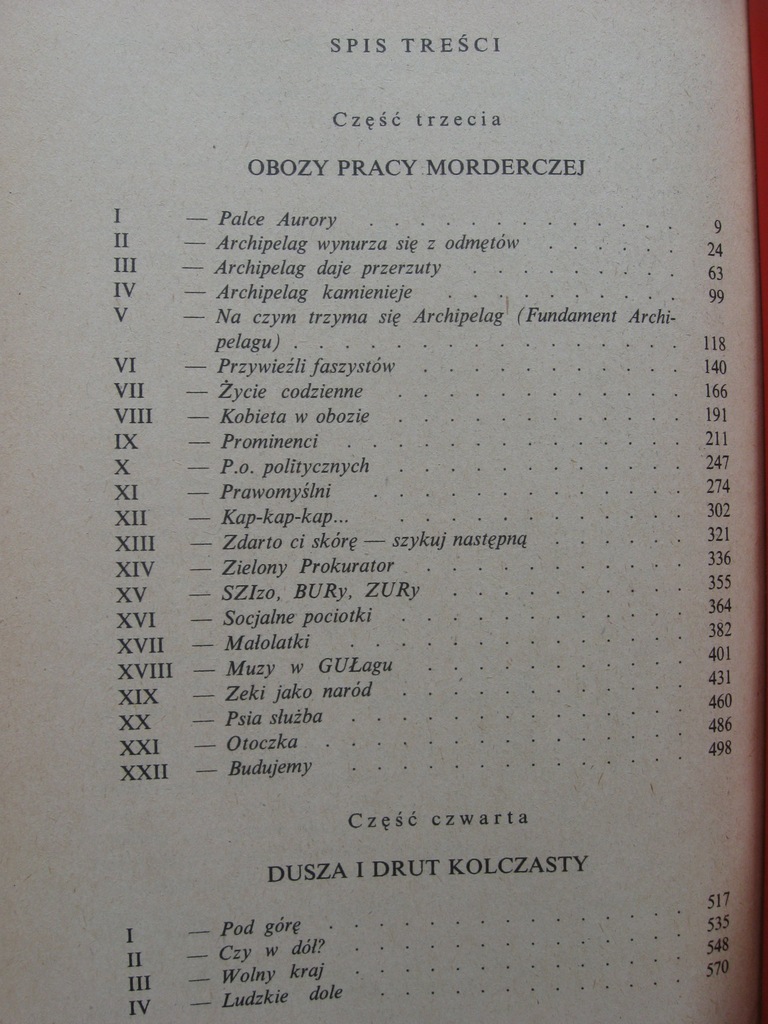 SPIS TREŚCI
Część trzecia
OBOZY PRACY MORDERCZEJ
I — Palce Aurory . . . . . . . . . . . . . 9
II — Archipelag wynurza się z odmętów . . . . . . 24
III — Archipelag daje przerzuty . . . . . . . . . 63
IV — Archipelag kamienieje . . . . . . . . . . 99
V — Na czym trzyma się Archipelag (Fundament Archi-
pelagu) . . . . . . . . . . . . . . . . 118
VI — Przywieźli faszystów . . . . . . . . . . . 140
VII — Życie codzienne . . . . . . . . . . . . 166
VIII — Kobieta w obozie . . . . . . . . . . . . 191
IX — Prominenci . . . . . . . . . . . . . . 211
X — P.o. politycznych . . . . . . . . . . . . 247
XI — Prawomyślni . . . . . . . . . . . . . 274
XII — Kap-kap-kap... . . . . . . . . . . . . 302
XIII — Zdarto ci skórę — szykuj następną . . . . . . 321
XIV — Zielony Prokurator . . . . . . . . . . . 336
XV — SZIzo, BURy, ZURy . . . . . . . . . . 355
XVI — Socjalne pociotki . . . . . . . . . . . . 364
XVII — Małolatki . . . . . . . . . . . . . . 382
XVIII — Muzy w GUŁagu . . . . . . . . . . . 401
XIX — Zeki jako naród . . . . . . . . . . . . 431
XX — Psia służba . . . . . . . . . . . . . . 460
XXI — Otoczka . . . . . . . . . . . . . . . 486
XXII — Budujemy . . . . . . . . . . . . . . 498
Część czwarta
DUSZA I DRUT KOLCZASTY
I — Pod górę . . . . . . . . . . . . . . . 517
II — Czy w dół? . . . . . . . . . . . . . . 535
III — Wolny kraj . . . . . . . . . . . . . . 548
IV — Ludzkie dole . . . . . . . . . . . . . 570